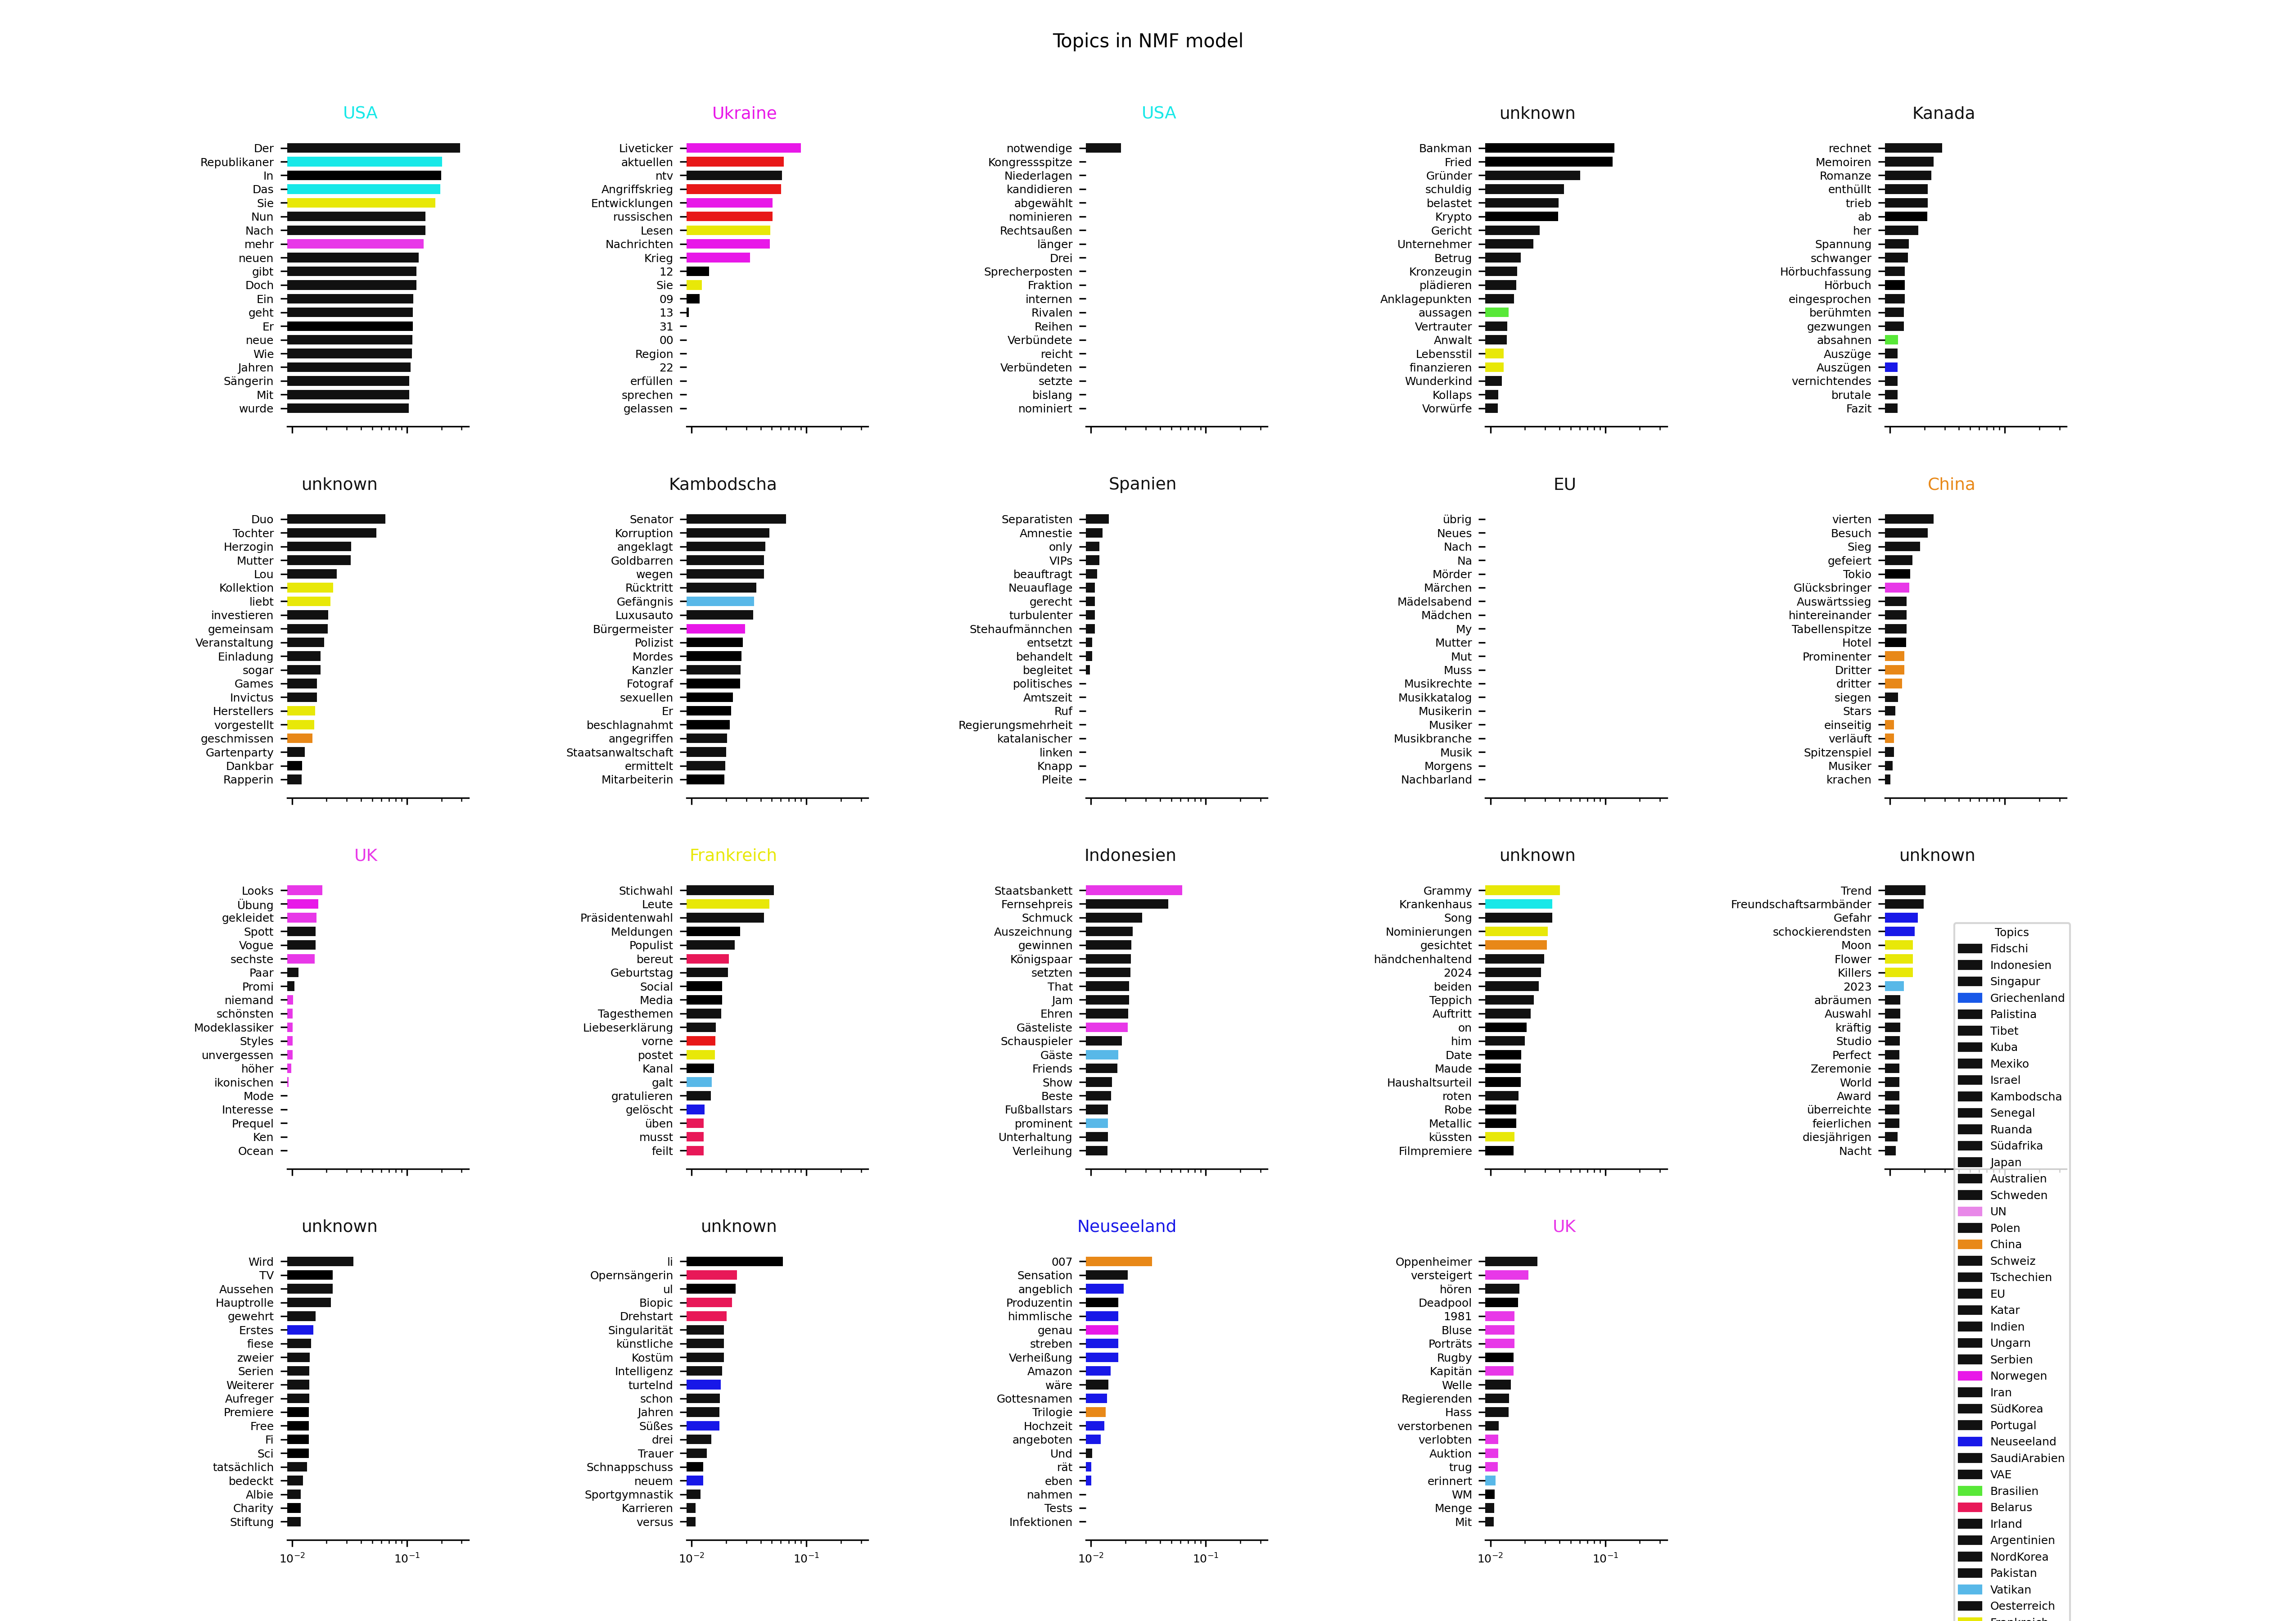 Topics in NMF model
USA
Der
Republikaner
In
Das
Sie
Nun
Nach
mehr
neuen
gibt
Doch
Ein
geht
Er
neue
Wie
Jahren
Sängerin
Mit
wurde
Ukraine
Liveticker
aktuellen
ntv
Angriffskrieg
Entwicklungen
russischen
Lesen
Nachrichten
Krieg
12
Sie
09
13
31
00
Region
22
erfüllen
sprechen
gelassen
USA
notwendige
Kongressspitze
Niederlagen
kandidieren
abgewählt
nominieren
Rechtsaußen
länger
Drei
Sprecherposten
Fraktion
internen
Rivalen
Reihen
Verbündete
reicht
Verbündeten
setzte
bislang
nominiert
unknown
Bankman
Fried
Gründer
schuldig
belastet
Krypto
Gericht
Unternehmer
Betrug
Kronzeugin
plädieren
Anklagepunkten
aussagen
Vertrauter
Anwalt
Lebensstil
finanzieren
Wunderkind
Kollaps
Vorwürfe
Kanada
rechnet
Memoiren
Romanze
enthüllt
trieb
ab
her
Spannung
schwanger
Hörbuchfassung
Hörbuch
eingesprochen
berühmten
gezwungen
absahnen
Auszüge
Auszügen
vernichtendes
brutale
Fazit
unknown
Duo
Tochter
Herzogin
Mutter
Lou
Kollektion
liebt
investieren
gemeinsam
Veranstaltung
Einladung
sogar
Games
Invictus
Herstellers
vorgestellt
geschmissen
Gartenparty
Dankbar
Rapperin
Kambodscha
Senator
Korruption
angeklagt
Goldbarren
wegen
Rücktritt
Gefängnis
Luxusauto
Bürgermeister
Polizist
Mordes
Kanzler
Fotograf
sexuellen
Er
beschlagnahmt
angegriffen
Staatsanwaltschaft
ermittelt
Mitarbeiterin
Spanien
Separatisten
Amnestie
only
VIPs
beauftragt
Neuauflage
gerecht
turbulenter
Stehaufmännchen
entsetzt
behandelt
begleitet
politisches
Amtszeit
Ruf
Regierungsmehrheit
katalanischer
linken
Knapp
Pleite
EU
übrig
Neues
Nach
Na
Mörder
Märchen
Mädelsabend
Mädchen
My
Mutter
Mut
Muss
Musikrechte
Musikkatalog
Musikerin
Musiker
Musikbranche
Musik
Morgens
Nachbarland
China
vierten
Besuch
Sieg
gefeiert
Tokio
Glücksbringer
Auswärtssieg
hintereinander
Tabellenspitze
Hotel
Prominenter
Dritter
dritter
siegen
Stars
einseitig
verläuft
Spitzenspiel
Musiker
krachen
UK
Looks
Übung
gekleidet
Spott
Vogue
sechste
Paar
Promi
niemand
schönsten
Modeklassiker
Styles
unvergessen
höher
ikonischen
Mode
Interesse
Prequel
Ken
Ocean
Frankreich
Stichwahl
Leute
Präsidentenwahl
Meldungen
Populist
bereut
Geburtstag
Social
Media
Tagesthemen
Liebeserklärung
vorne
postet
Kanal
galt
gratulieren
gelöscht
üben
musst
feilt
Indonesien
Staatsbankett
Fernsehpreis
Schmuck
Auszeichnung
gewinnen
Königspaar
setzten
That
Jam
Ehren
Gästeliste
Schauspieler
Gäste
Friends
Show
Beste
Fußballstars
prominent
Unterhaltung
Verleihung
unknown
Grammy
Krankenhaus
Song
Nominierungen
gesichtet
händchenhaltend
2024
beiden
Teppich
Auftritt
on
him
Date
Maude
Haushaltsurteil
roten
Robe
Metallic
küssten
Filmpremiere
unknown
Trend
Freundschaftsarmbänder
Gefahr
schockierendsten
Moon
Flower
Killers
2023
abräumen
Auswahl
kräftig
Studio
Perfect
Zeremonie
World
Award
überreichte
feierlichen
diesjährigen
Nacht
unknown
Wird
TV
Aussehen
Hauptrolle
gewehrt
Erstes
fiese
zweier
Serien
Weiterer
Aufreger
Premiere
Free
Fi
Sci
tatsächlich
bedeckt
Albie
Charity
Stiftung
10⁻² 10⁻¹
unknown
li
Opernsängerin
ul
Biopic
Drehstart
Singularität
künstliche
Kostüm
Intelligenz
turtelnd
schon
Jahren
Süßes
drei
Trauer
Schnappschuss
neuem
Sportgymnastik
Karrieren
versus
10⁻² 10⁻¹
Neuseeland
007
Sensation
angeblich
Produzentin
himmlische
genau
streben
Verheißung
Amazon
wäre
Gottesnamen
Trilogie
Hochzeit
angeboten
Und
rät
eben
nahmen
Tests
Infektionen
10⁻² 10⁻¹
UK
Oppenheimer
versteigert
hören
Deadpool
1981
Bluse
Porträts
Rugby
Kapitän
Welle
Regierenden
Hass
verstorbenen
verlobten
Auktion
trug
erinnert
WM
Menge
Mit
10⁻² 10⁻¹
Topics
Fidschi
Indonesien
Singapur
Griechenland
Palistina
Tibet
Kuba
Mexiko
Israel
Kambodscha
Senegal
Ruanda
Südafrika
Japan
Australien
Schweden
UN
Polen
China
Schweiz
Tschechien
EU
Katar
Indien
Ungarn
Serbien
Norwegen
Iran
SüdKorea
Portugal
Neuseeland
SaudiArabien
VAE
Brasilien
Belarus
Irland
Argentinien
NordKorea
Pakistan
Vatikan
Oesterreich